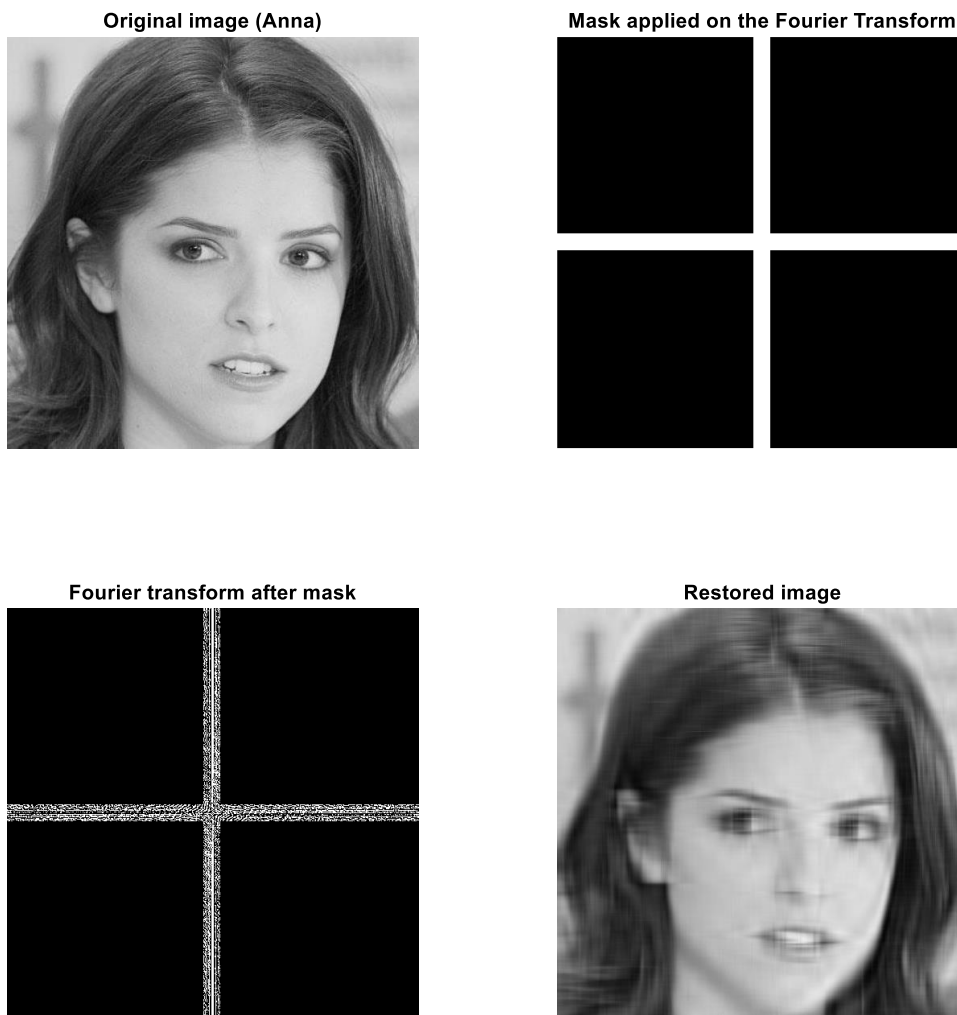 Original image (Anna)
Mask applied on the Fourier Transform
Fourier transform after mask
Restored image